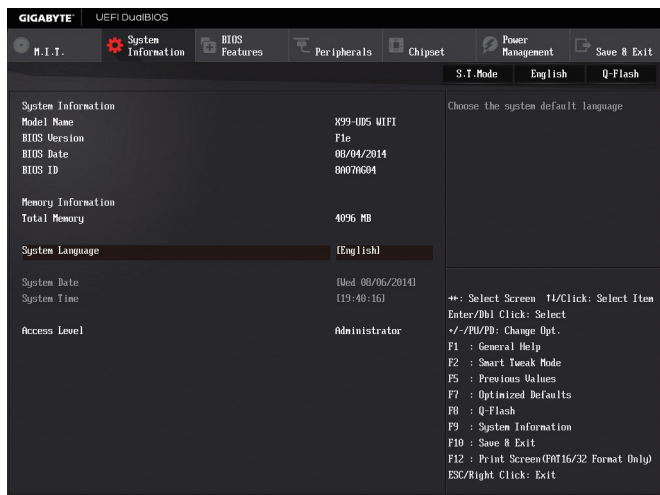 GIGABYTE™ UEFI DualBIOS
M.I.T.
System Information
BIOS Features
Peripherals
Chipset
Power Management
Save & Exit
S.T.Mode English Q-Flash
System Information
Model Name X99-UD5 WIFI
BIOS Version F1e
BIOS Date 08/04/2014
BIOS ID 8A07AG04
Memory Information
Total Memory 4096 MB
System Language [English]
System Date [Wed 08/06/2014]
System Time [19:40:16]
Access Level Administrator
Choose the system default language
→←: Select Screen ↑↓/Click: Select Item
Enter/Dbl Click: Select
+/-/PU/PD: Change Opt.
F1 : General Help
F2 : Smart Tweak Mode
F5 : Previous Values
F7 : Optimized Defaults
F8 : Q-Flash
F9 : System Information
F10 : Save & Exit
F12 : Print Screen(FAT16/32 Format Only)
ESC/Right Click: Exit